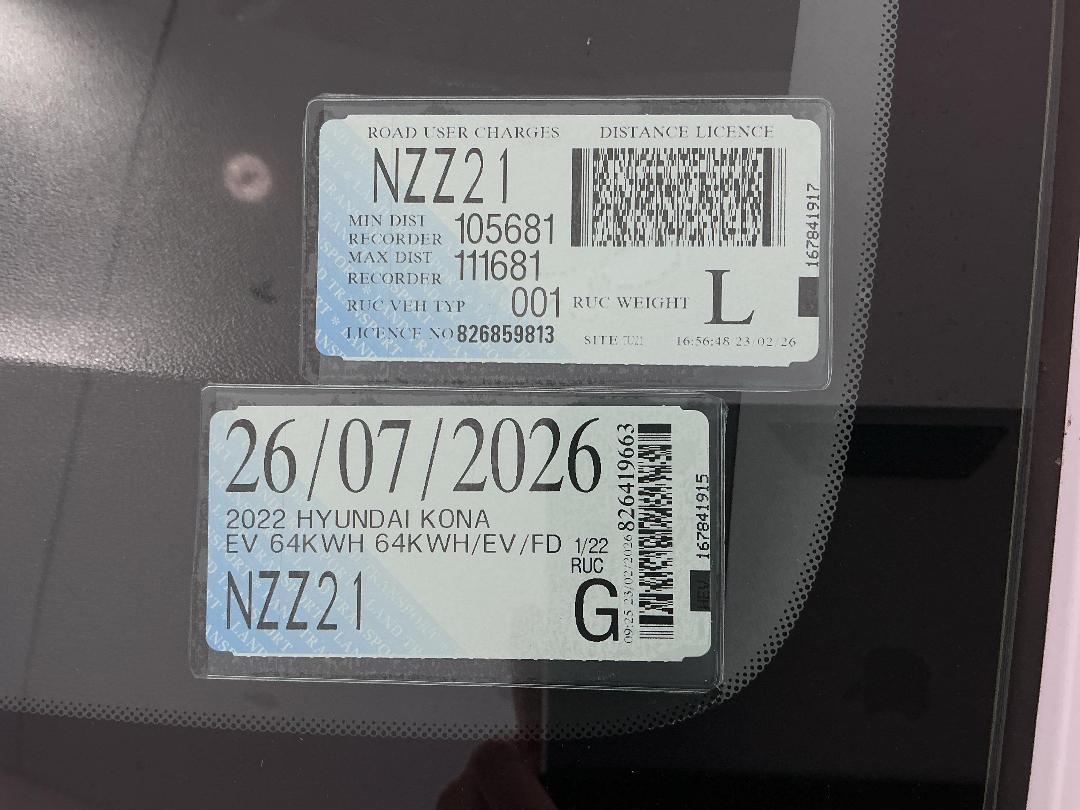 ROAD USER CHARGES DISTANCE LICENCE
NZZ21
MIN DIST
RECORDER 105681
MAX DIST
RECORDER 111681
RUC VEH TYP 001 RUC WEIGHT L
LICENCE NO 826859813 SITE 16:56:48 23/02/26
167841917
26/07/2026
2022 HYUNDAI KONA
EV 64KWH 64KWH/EV/FD 1/22
RUC
NZZ21 G
09:25 23/02/2026 826419663
167841915